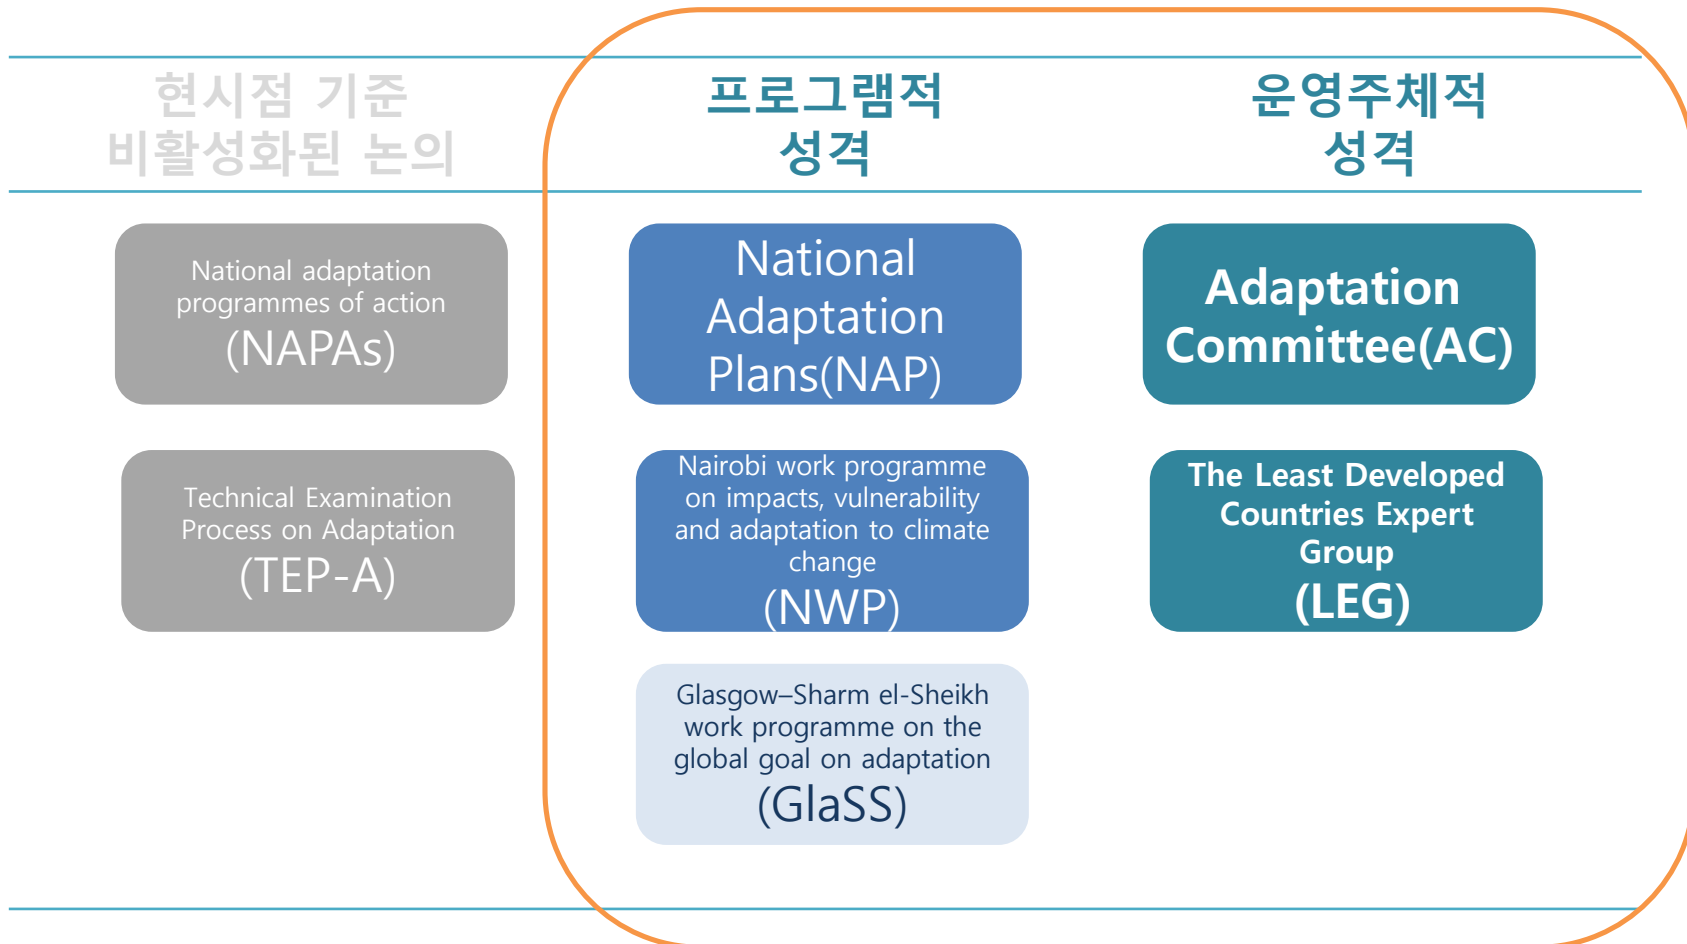 현시점 기준
비활성화된 논의
프로그램적
성격
운영주체적
성격
National adaptation
programmes of action
(NAPAs)
National
Adaptation
Plans(NAP)
Adaptation
Committee(AC)
Technical Examination
Process on Adaptation
(TEP-A)
Nairobi work programme
on impacts, vulnerability
and adaptation to climate
change
(NWP)
The Least Developed
Countries Expert
Group
(LEG)
Glasgow–Sharm el-Sheikh
work programme on the
global goal on adaptation
(GlaSS)